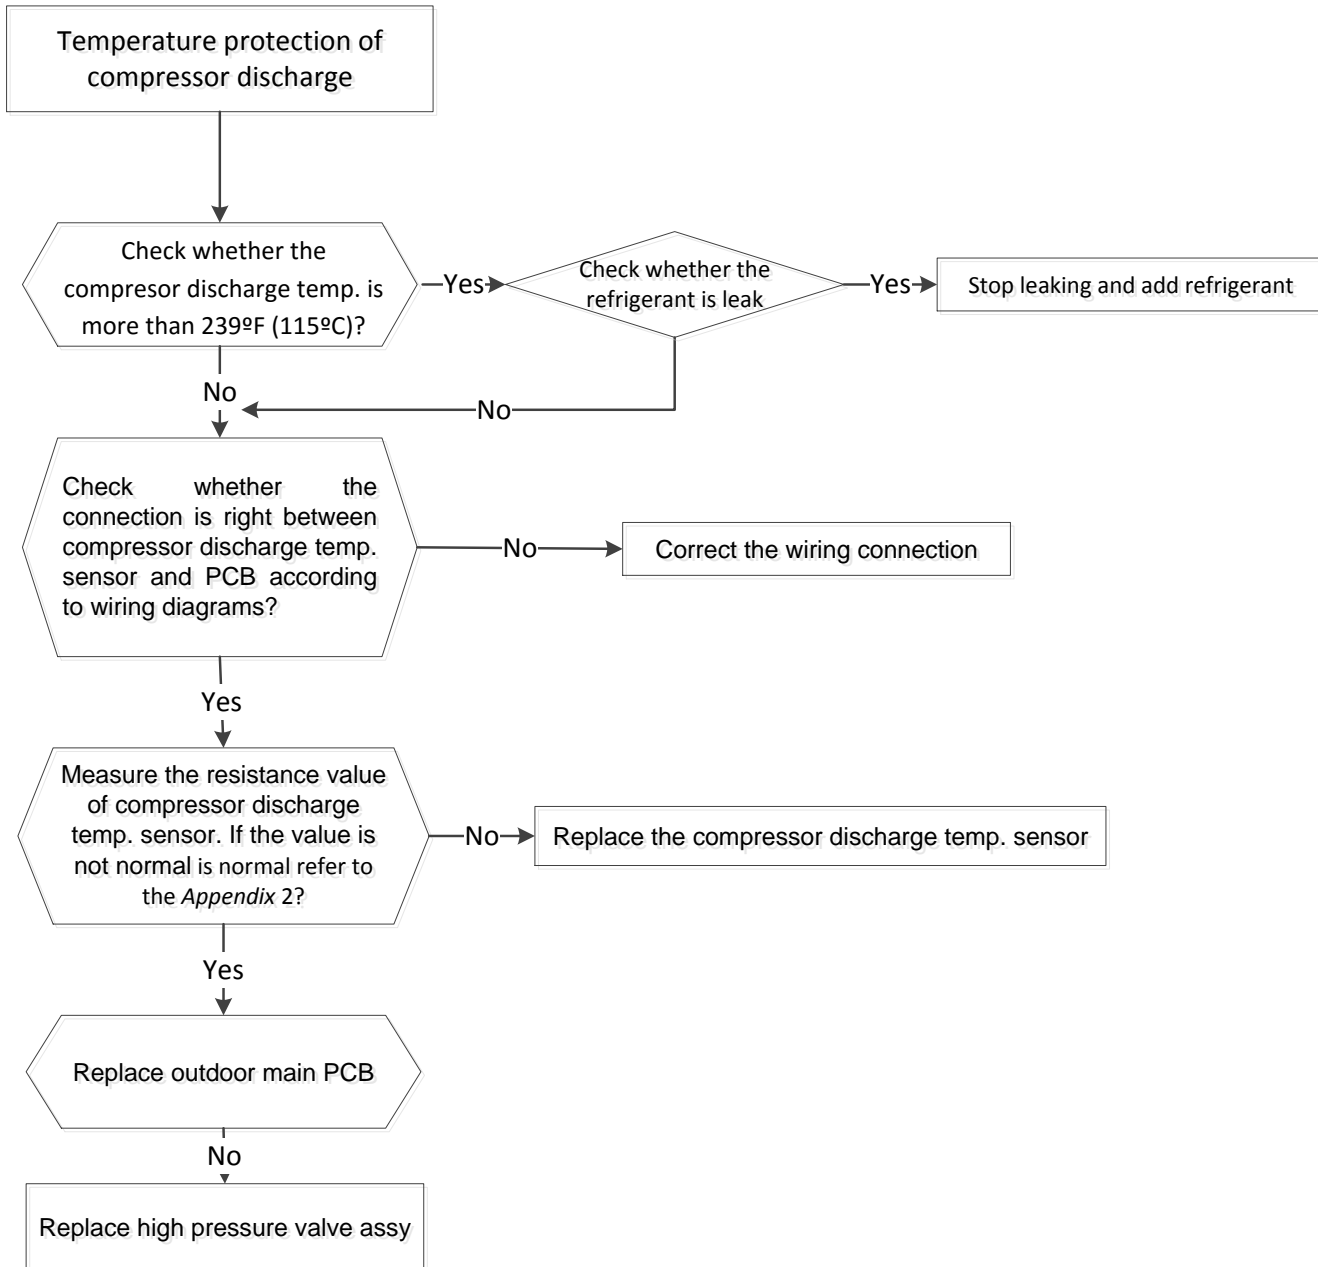 Temperature protection of
compressor discharge
Check whether the
compresor discharge temp. is
more than 239ºF (115ºC)?
Yes
Check whether the
refrigerant is leak
Yes
Stop leaking and add refrigerant
No
No
Check whether the
connection is right between
compressor discharge temp.
sensor and PCB according
to wiring diagrams?
No
Correct the wiring connection
Yes
Measure the resistance value
of compressor discharge
temp. sensor. If the value is
not normal is normal refer to
the Appendix 2?
No
Replace the compressor discharge temp. sensor
Yes
Replace outdoor main PCB
No
Replace high pressure valve assy